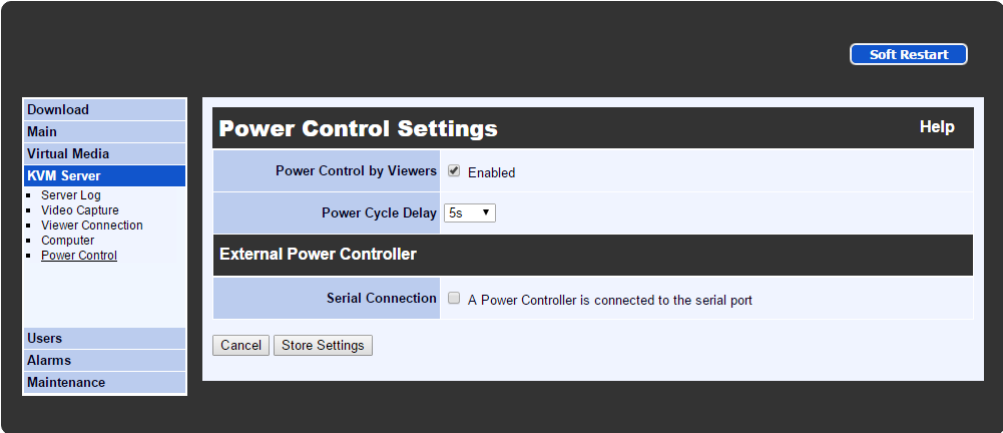 Soft Restart
Download
Main
Virtual Media
KVM Server
Server Log
Video Capture
Viewer Connection
Computer
Power Control
Users
Alarms
Maintenance
Power Control Settings Help
Power Control by Viewers Enabled
Power Cycle Delay 5s
External Power Controller
Serial Connection A Power Controller is connected to the serial port
Cancel Store Settings